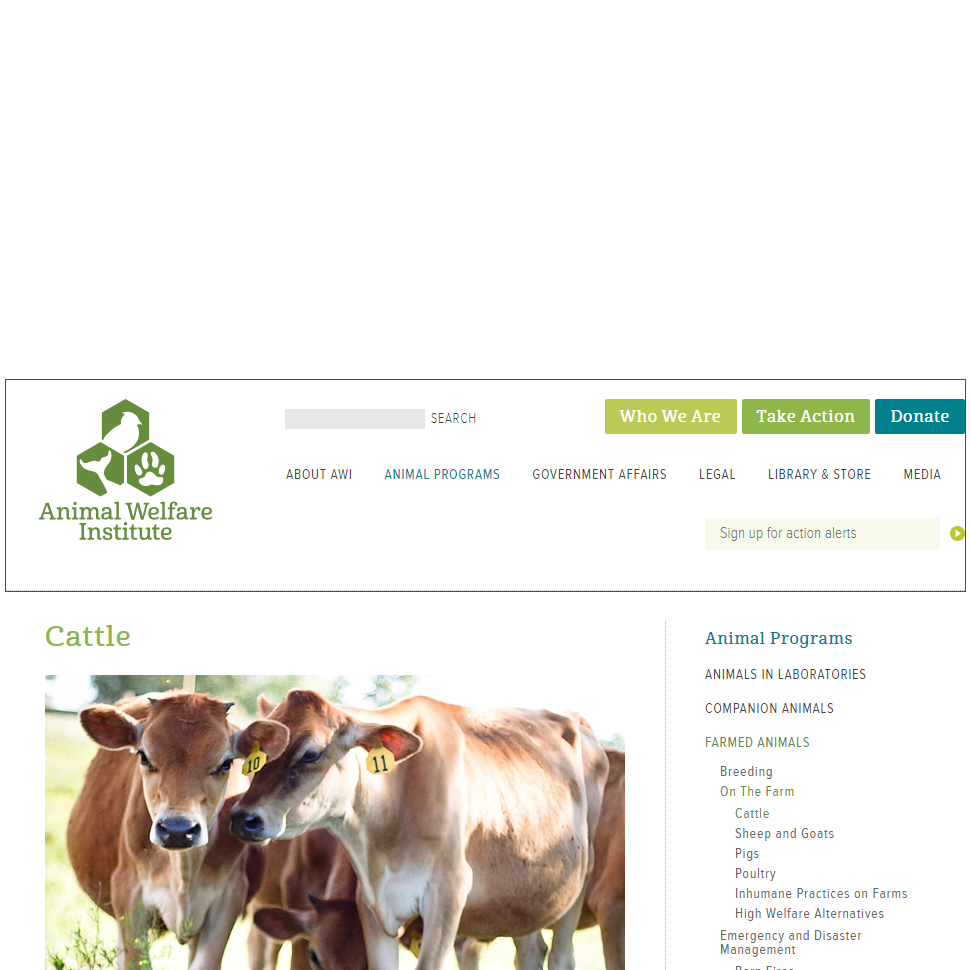 Animal Welfare
Institute
SEARCH
Who We Are
Take Action
Donate
ABOUT AWI
ANIMAL PROGRAMS
GOVERNMENT AFFAIRS
LEGAL
LIBRARY & STORE
MEDIA
Sign up for action alerts
Cattle
10
11
Animal Programs
ANIMALS IN LABORATORIES
COMPANION ANIMALS
FARMED ANIMALS
Breeding
On The Farm
Cattle
Sheep and Goats
Pigs
Poultry
Inhumane Practices on Farms
High Welfare Alternatives
Emergency and Disaster
Management
Barn Fires